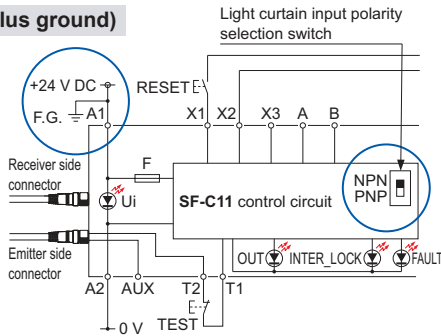 lus ground)
Light curtain input polarity
selection switch
+24 V DC
RESET
F.G.
A1
X1
X2
X3
A
B
Receiver side
connector
F
Ui
SF-C11 control circuit
NPN
PNP
Emitter side
connector
OUT
INTER_LOCK
FAULT
A2
AUX
T2
T1
0 V
TEST